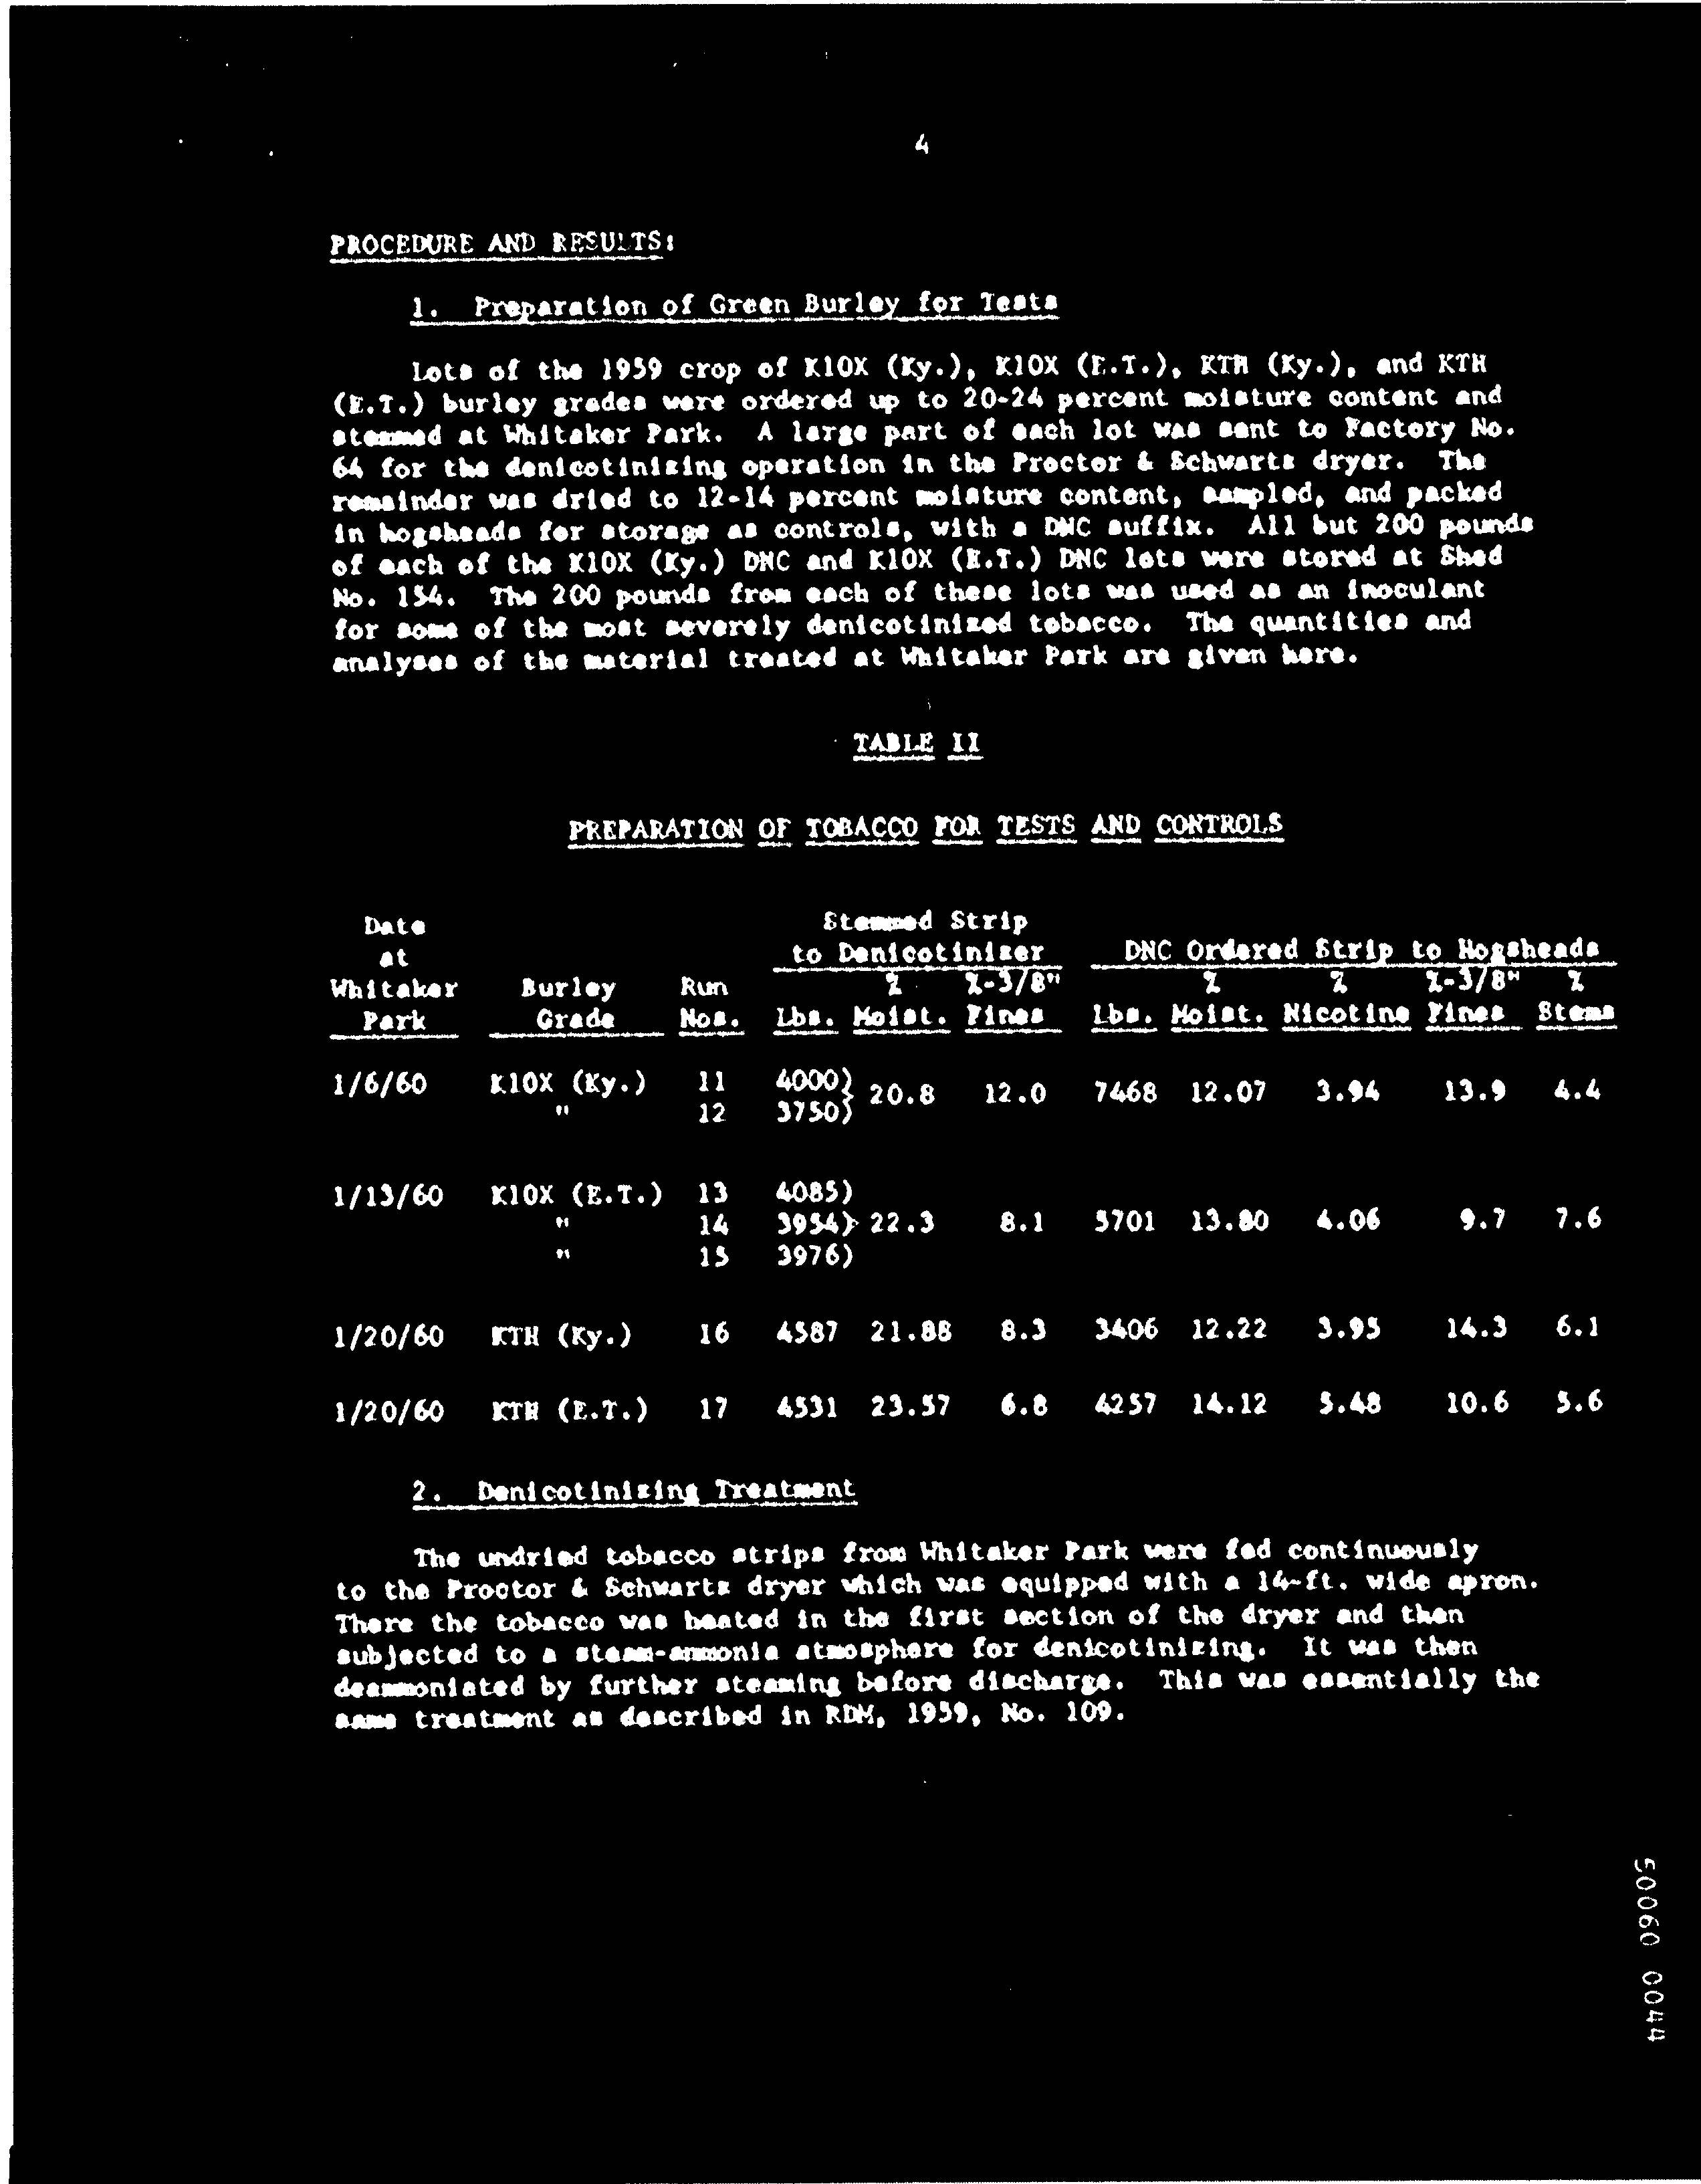 4
PROCEDURE AND RESULTS:
1. Preparation of Green Burley for Tests
Lots of the 1959 crop of K10X (Ky.), K10X (E.T.), KTH (Ky.), and KTH
(E.T.) burley grades were ordered up to 20-24 percent moisture content and
stemmed at Whitaker Park. A large part of each lot was sent to Factory No.
64 for the denicotinizing operation in the Proctor & Schwartz dryer. The
remainder was dried to 12-14 percent moisture content, sampled, and packed
in hogsheads for storage as controls, with a DNC suffix. All but 200 pounds
of each of the K10X (Ky.) DNC and K10X (E.T.) DNC lots were stored at Shed
No. 154. The 200 pounds from each of these lots was used as an inoculant
for some of the most severely denicotinized tobacco. The quantities and
analyses of the material treated at Whitaker Park are given here.
TABLE II
PREPARATION OF TOBACCO FOR TESTS AND CONTROLS
Date Stemmed Strip
at to Denicotinizer DNC Ordered Strip to Hogsheads
Whitaker Burley Run % %-3/8" % % %-3/8" %
Park Grade Nos. Lbs. Moist. Fines Lbs. Moist. Nicotine Fines Stems
1/6/60 K10X (Ky.) 11 4000) 20.8 12.0 7468 12.07 3.94 13.9 4.4
" 12 3750)
1/13/60 K10X (E.T.) 13 4085)
" 14 3954) 22.3 8.1 5701 13.80 4.06 9.7 7.6
" 15 3976)
1/20/60 KTH (Ky.) 16 4587 21.88 8.3 3406 12.22 3.95 14.3 6.1
1/20/60 KTH (E.T.) 17 4531 23.57 6.8 4257 14.12 5.48 10.6 5.6
2. Denicotinizing Treatment
The undried tobacco strips from Whitaker Park were fed continuously
to the Proctor & Schwartz dryer which was equipped with a 14-ft. wide apron.
There the tobacco was heated in the first section of the dryer and then
subjected to a steam-ammonia atmosphere for denicotinizing. It was then
deammoniated by further steaming before discharge. This was essentially the
same treatment as described in RDM, 1959, No. 109.
50060 0044